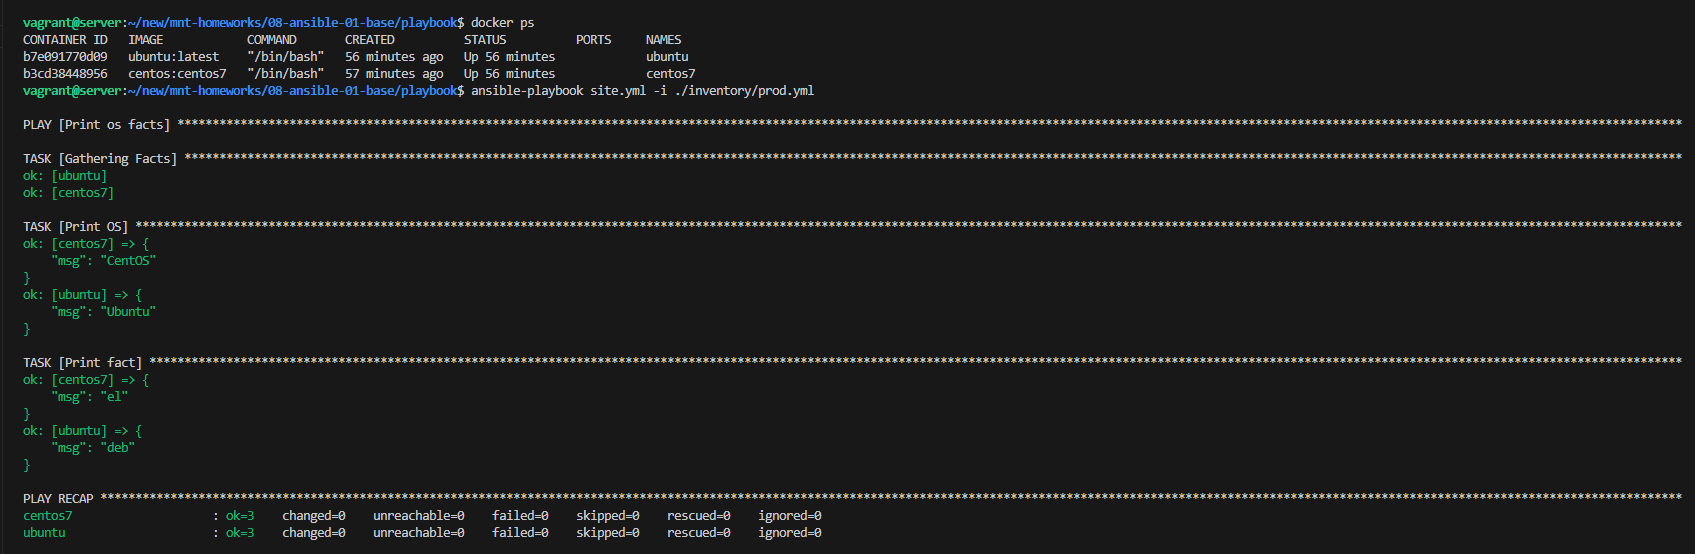 vagrant@server:~/new/mnt-homeworks/08-ansible-01-base/playbook$ docker ps
CONTAINER ID   IMAGE            COMMAND       CREATED          STATUS          PORTS     NAMES
b7e091770d09   ubuntu:latest    "/bin/bash"   56 minutes ago   Up 56 minutes             ubuntu
b3cd38448956   centos:centos7   "/bin/bash"   57 minutes ago   Up 56 minutes             centos7
vagrant@server:~/new/mnt-homeworks/08-ansible-01-base/playbook$ ansible-playbook site.yml -i ./inventory/prod.yml
PLAY [Print os facts] ***********************************************************************************************************************************************************************************************************************
TASK [Gathering Facts] **********************************************************************************************************************************************************************************************************************
ok: [ubuntu]
ok: [centos7]
TASK [Print OS] *****************************************************************************************************************************************************************************************************************************
ok: [centos7] => {
    "msg": "CentOS"
}
ok: [ubuntu] => {
    "msg": "Ubuntu"
}
TASK [Print fact] ***************************************************************************************************************************************************************************************************************************
ok: [centos7] => {
    "msg": "el"
}
ok: [ubuntu] => {
    "msg": "deb"
}
PLAY RECAP **********************************************************************************************************************************************************************************************************************************
centos7                    : ok=3    changed=0    unreachable=0    failed=0    skipped=0    rescued=0    ignored=0
ubuntu                     : ok=3    changed=0    unreachable=0    failed=0    skipped=0    rescued=0    ignored=0